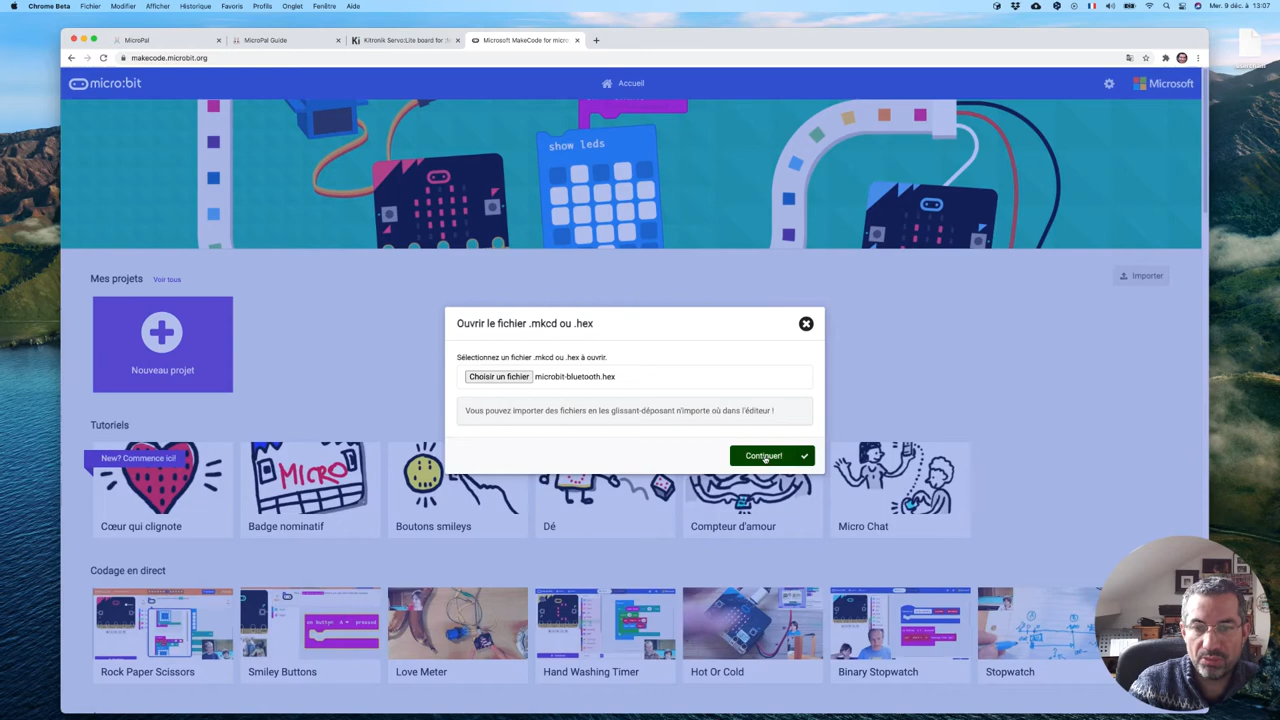 Chrome Beta Fichier Modifier Afficher Historique Favoris Profils Onglet Fenêtre Aide Mer. 9 déc. à 13:07
MicroPal MicroPal Guide Kitronik Servo:Lite board for :M Microsoft MakeCode for micro:
makecode.microbit.org
micro:bit Accueil Microsoft
show leds
Mes projets Voir tous Importer
Nouveau projet
Ouvrir le fichier .mkcd ou .hex
Sélectionnez un fichier .mkcd ou .hex à ouvrir.
Choisir un fichier microbit-bluetooth.hex
Vous pouvez importer des fichiers en les glissant-déposant n'importe où dans l'éditeur !
Continuer!
Tutoriels
New? Commence ici!
MICRO
Cœur qui clignote Badge nominatif Boutons smileys Dé Compteur d'amour Micro Chat
Codage en direct
Rock Paper Scissors Smiley Buttons Love Meter Hand Washing Timer Hot Or Cold Binary Stopwatch Stopwatch